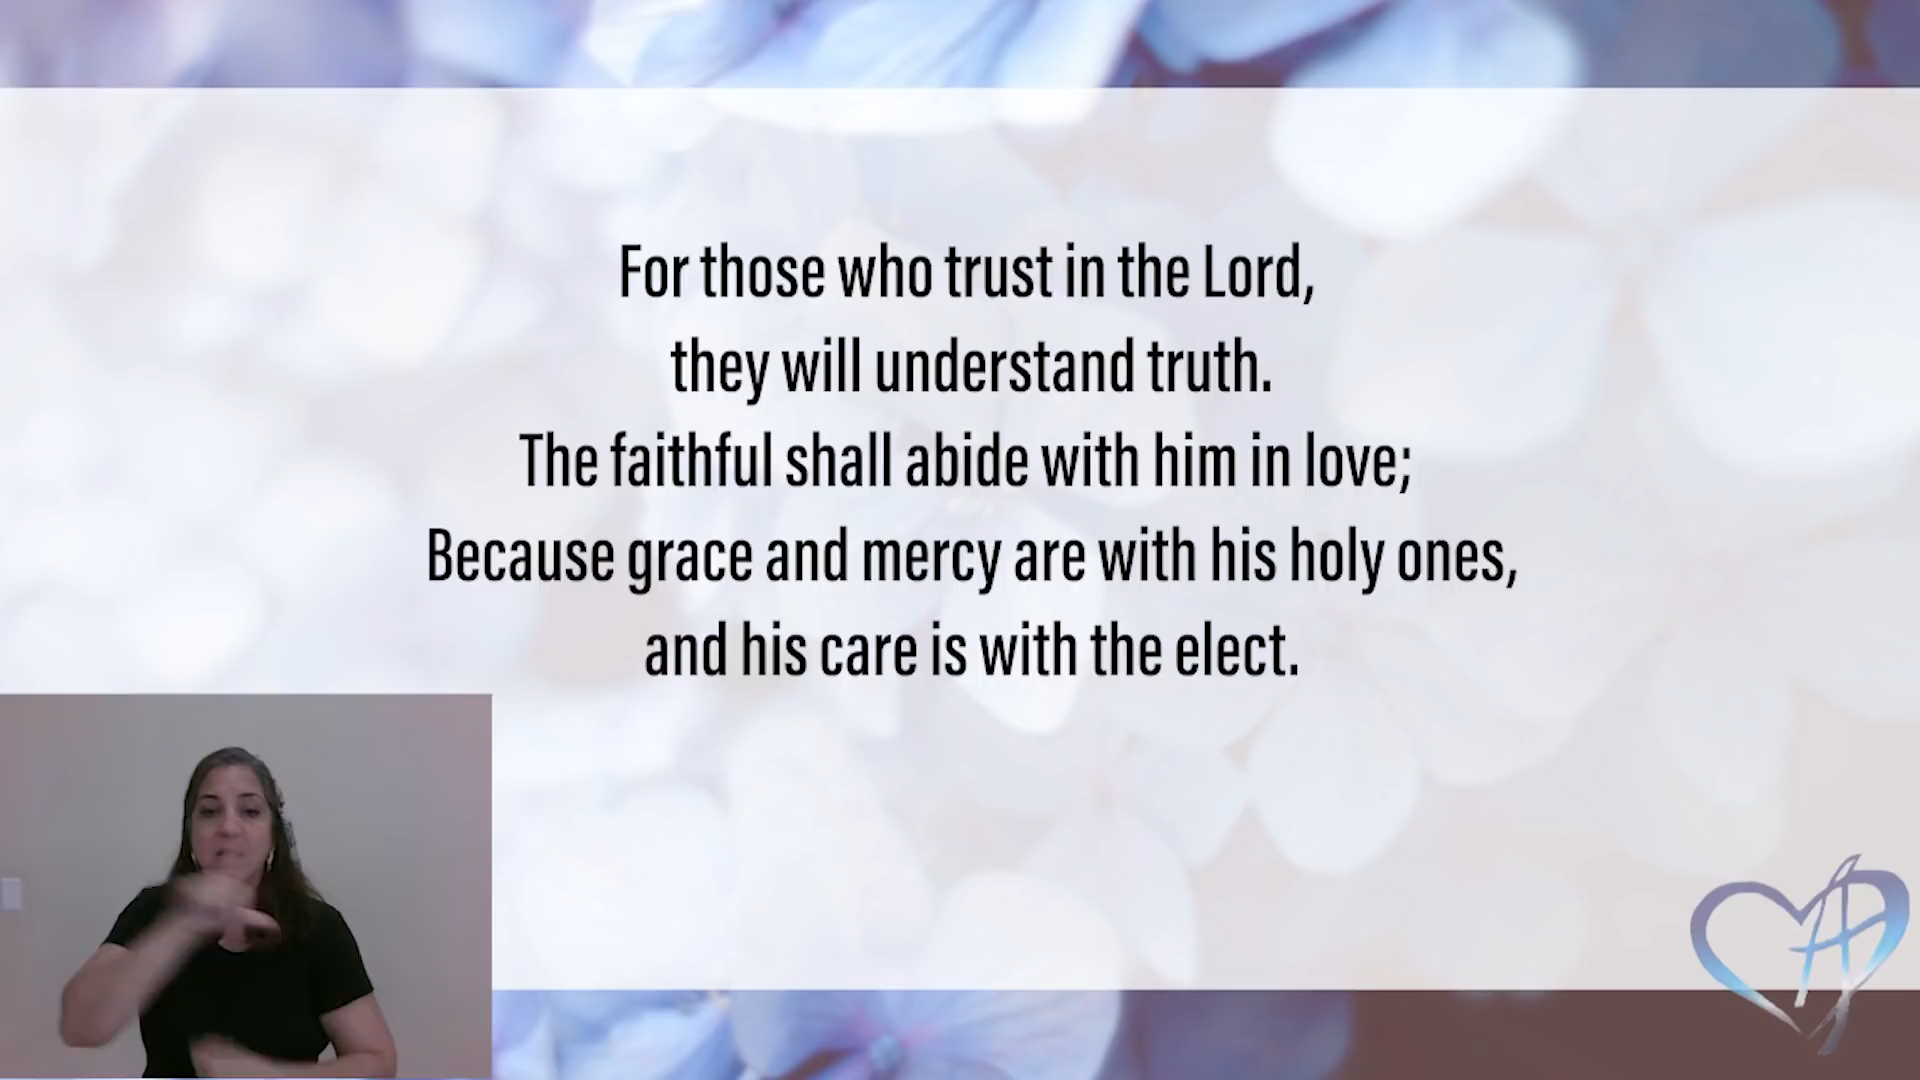 For those who trust in the Lord,
they will understand truth.
The faithful shall abide with him in love;
Because grace and mercy are with his holy ones,
and his care is with the elect.